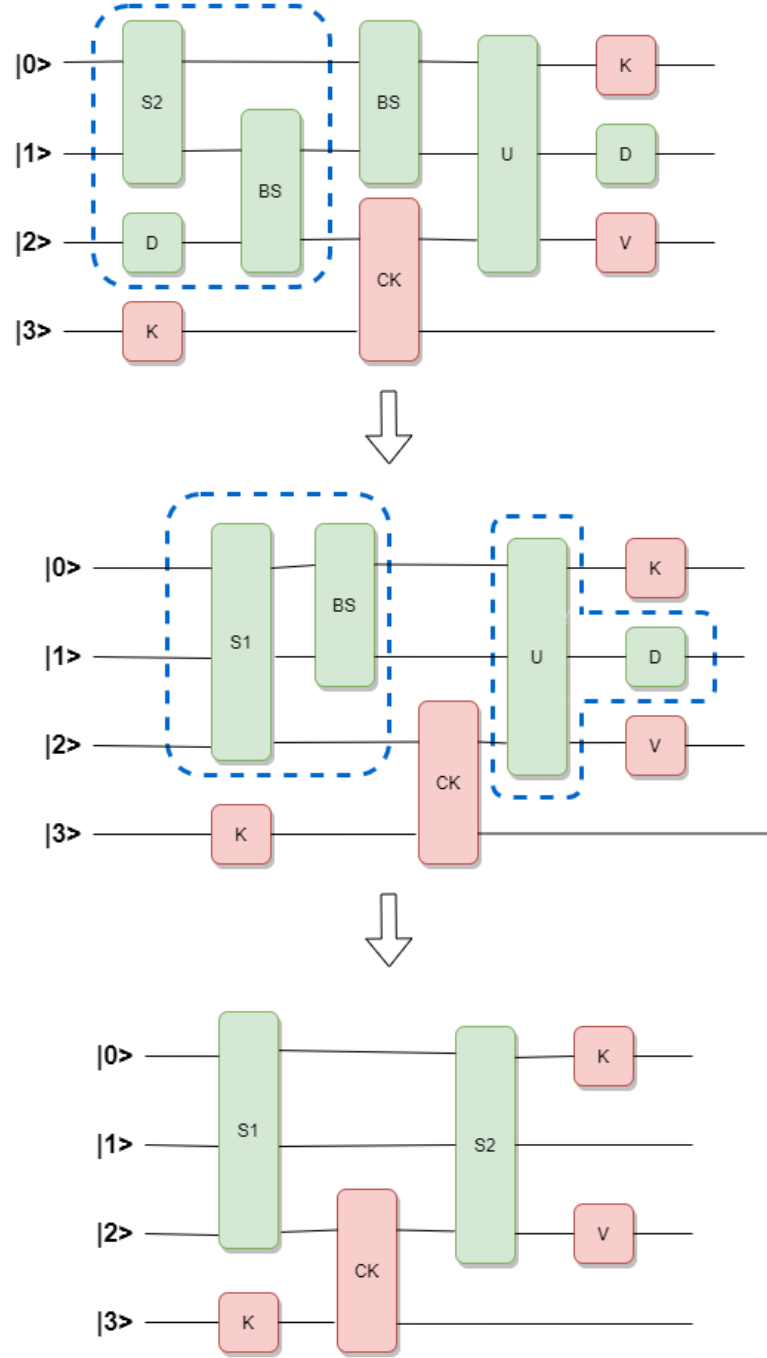 |0>
K
S2
BS
|1>
U
D
BS
|2>
D
V
CK
|3>
K
|0>
K
BS
S1
|1>
U
D
|2>
V
CK
|3>
K
|0>
K
S1
|1>
S2
|2>
V
CK
|3>
K